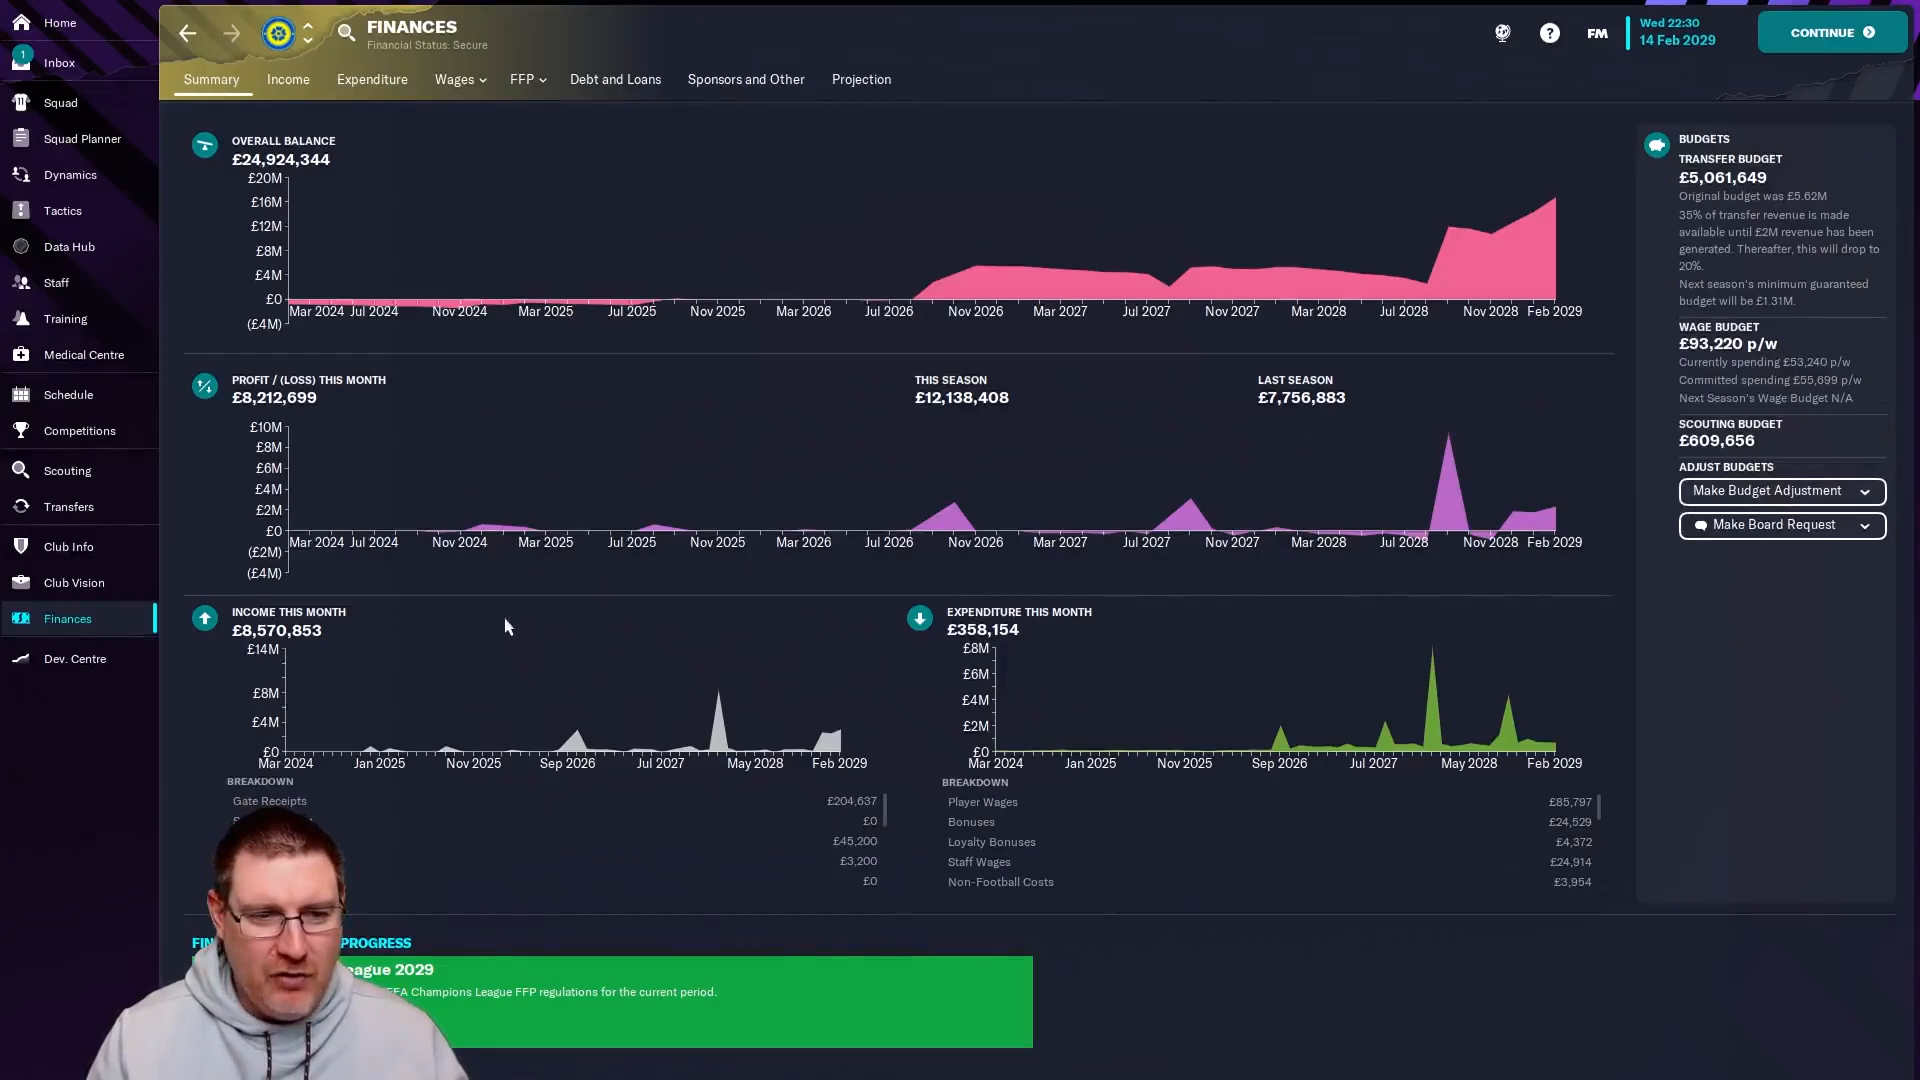 Home
1
Inbox
Squad
Squad Planner
Dynamics
Tactics
Data Hub
Staff
Training
Medical Centre
Schedule
Competitions
Scouting
Transfers
Club Info
Club Vision
Finances
Dev. Centre
FINANCES
Financial Status: Secure
?
FM
Wed 22:30
14 Feb 2029
CONTINUE
Summary
Income
Expenditure
Wages
FFP
Debt and Loans
Sponsors and Other
Projection
OVERALL BALANCE
£24,924,344
£20M
£16M
£12M
£8M
£4M
£0
(£4M)
Mar 2024 Jul 2024 Nov 2024 Mar 2025 Jul 2025 Nov 2025 Mar 2026 Jul 2026 Nov 2026 Mar 2027 Jul 2027 Nov 2027 Mar 2028 Jul 2028 Nov 2028 Feb 2029
PROFIT / (LOSS) THIS MONTH
£8,212,699
THIS SEASON
£12,138,408
LAST SEASON
£7,756,883
£10M
£8M
£6M
£4M
£2M
£0
(£2M)
(£4M)
Mar 2024 Jul 2024 Nov 2024 Mar 2025 Jul 2025 Nov 2025 Mar 2026 Jul 2026 Nov 2026 Mar 2027 Jul 2027 Nov 2027 Mar 2028 Jul 2028 Nov 2028 Feb 2029
INCOME THIS MONTH
£8,570,853
£14M
£8M
£4M
£0
Mar 2024 Jan 2025 Nov 2025 Sep 2026 Jul 2027 May 2028 Feb 2029
BREAKDOWN
Gate Receipts £204,637
£0
£45,200
£3,200
£0
EXPENDITURE THIS MONTH
£358,154
£8M
£6M
£4M
£2M
£0
Mar 2024 Jan 2025 Nov 2025 Sep 2026 Jul 2027 May 2028 Feb 2029
BREAKDOWN
Player Wages £85,797
Bonuses £24,529
Loyalty Bonuses £4,372
Staff Wages £24,914
Non-Football Costs £3,954
PROGRESS
eague 2029
Champions League FFP regulations for the current period.
BUDGETS
TRANSFER BUDGET
£5,061,649
Original budget was £5.62M
35% of transfer revenue is made
available until £2M revenue has been
generated. Thereafter, this will drop to
20%.
Next season's minimum guaranteed
budget will be £1.31M.
WAGE BUDGET
£93,220 p/w
Currently spending £53,240 p/w
Committed spending £55,699 p/w
Next Season's Wage Budget N/A
SCOUTING BUDGET
£609,656
ADJUST BUDGETS
Make Budget Adjustment
Make Board Request